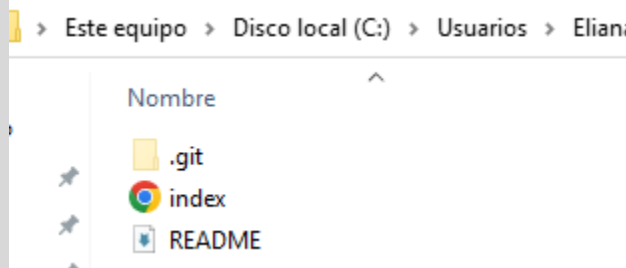 Este equipo > Disco local (C:) > Usuarios >
Nombre
.git
index
README